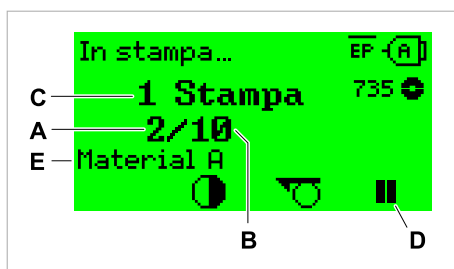 In stampa… EP A
C 1 Stampa 735
A 2/10
E Material A
B D